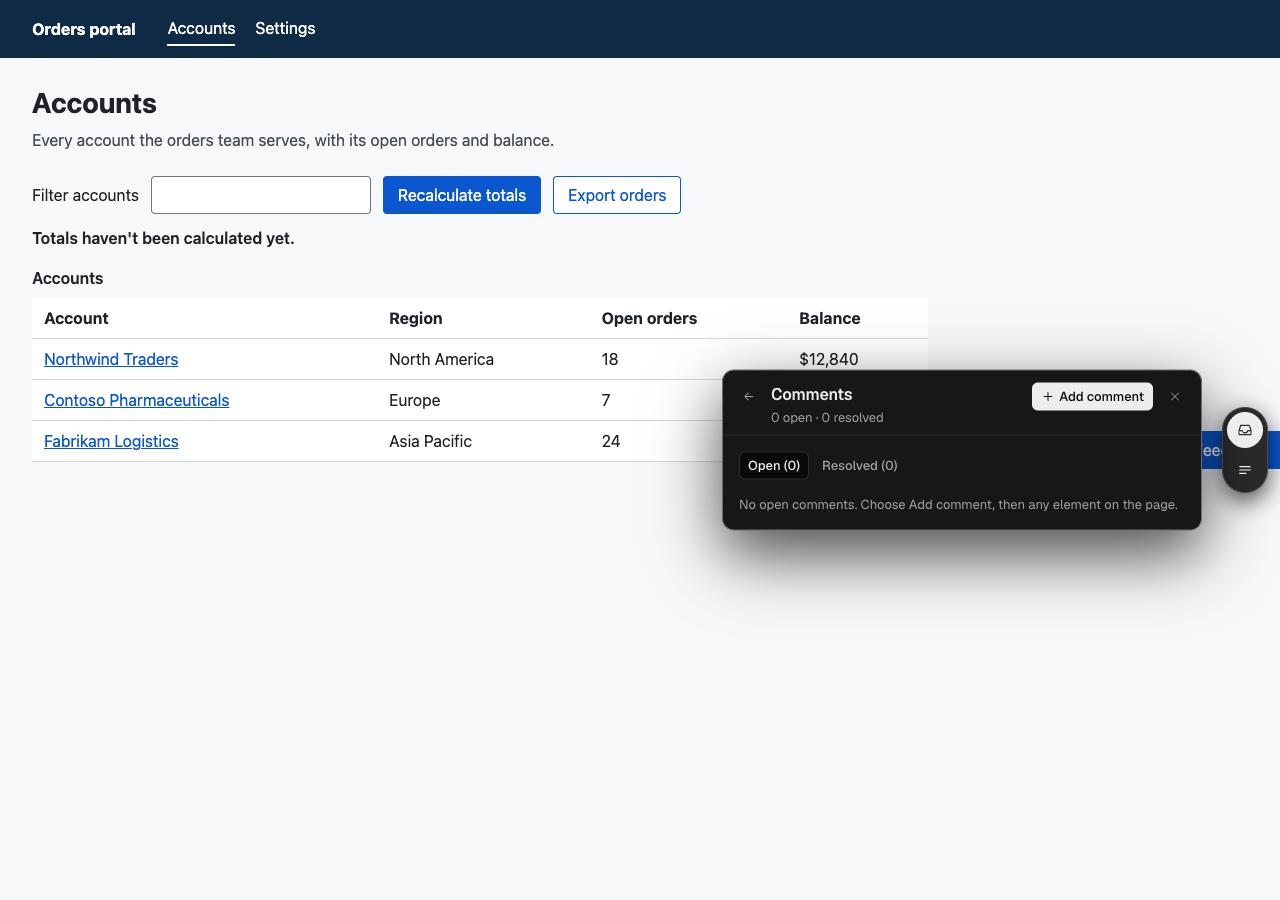 Orders portal Accounts Settings
Accounts
Every account the orders team serves, with its open orders and balance.
Filter accounts Recalculate totals Export orders
Totals haven't been calculated yet.
Accounts
Account Region Open orders Balance
Northwind Traders North America 18 $12,840
Contoso Pharmaceuticals Europe 7
Fabrikam Logistics Asia Pacific 24
Comments
+ Add comment
0 open · 0 resolved
Open (0) Resolved (0)
No open comments. Choose Add comment, then any element on the page.